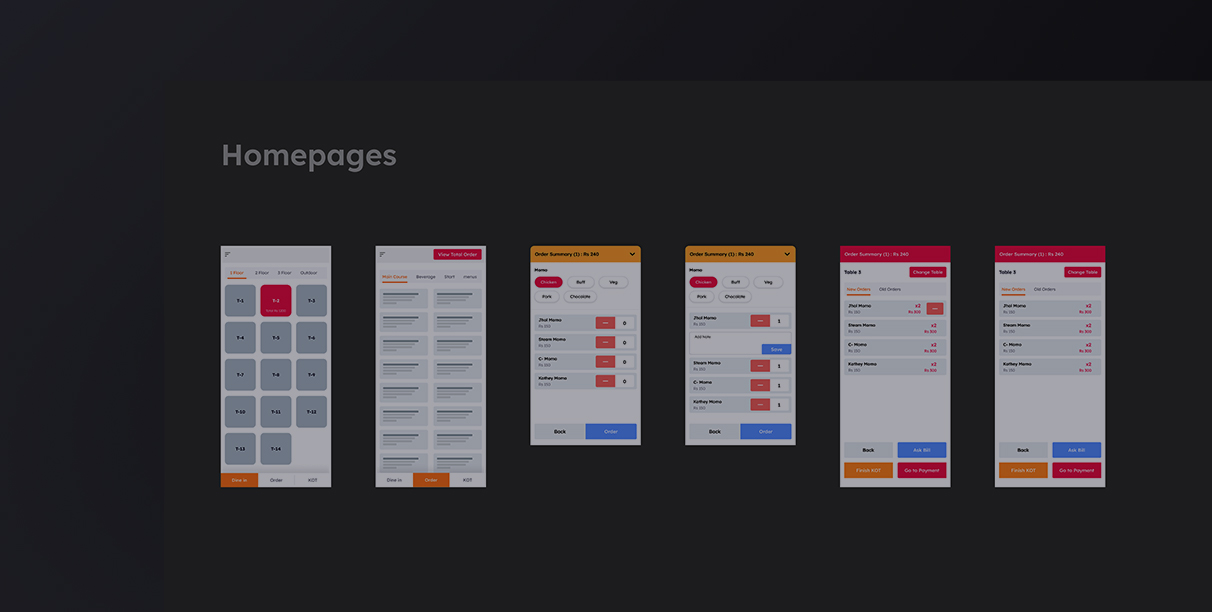 Homepages
1 Floor 2 Floor 3 Floor Outdoor
T-1 T-2 T-3
T-4 T-5 T-6
T-7 T-8 T-9
T-10 T-11 T-12
T-13 T-14
Dine in Order KOT
View Total Order
Main Course Beverage Start menus
Dine in Order KOT
Order Summary (1) : Rs 240
Momo
Chicken Buff Veg
Pork Chocolate
Jhol Momo 0
Rs 150
Steam Momo 0
Rs 150
C- Momo 0
Rs 150
Kothey Momo 0
Rs 150
Back Order
Order Summary (1) : Rs 240
Momo
Chicken Buff Veg
Pork Chocolate
Jhol Momo 1
Rs 150
Add Note
Save
Steam Momo 1
Rs 150
C- Momo 1
Rs 150
Kothey Momo 1
Rs 150
Back Order
Order Summary (1) : Rs 240
Table 3 Change Table
New Orders Old Orders
Jhol Momo x2
Rs 150 Rs 300
Steam Momo x2
Rs 150 Rs 300
C- Momo x2
Rs 150 Rs 300
Kothey Momo x2
Rs 150 Rs 300
Back Ask Bill
Finish KOT Go to Payment
Order Summary (1) : Rs 240
Table 3 Change Table
New Orders Old Orders
Jhol Momo x2
Rs 150 Rs 300
Steam Momo x2
Rs 150 Rs 300
C- Momo x2
Rs 150 Rs 300
Kothey Momo x2
Rs 150 Rs 300
Back Ask Bill
Finish KOT Go to Payment